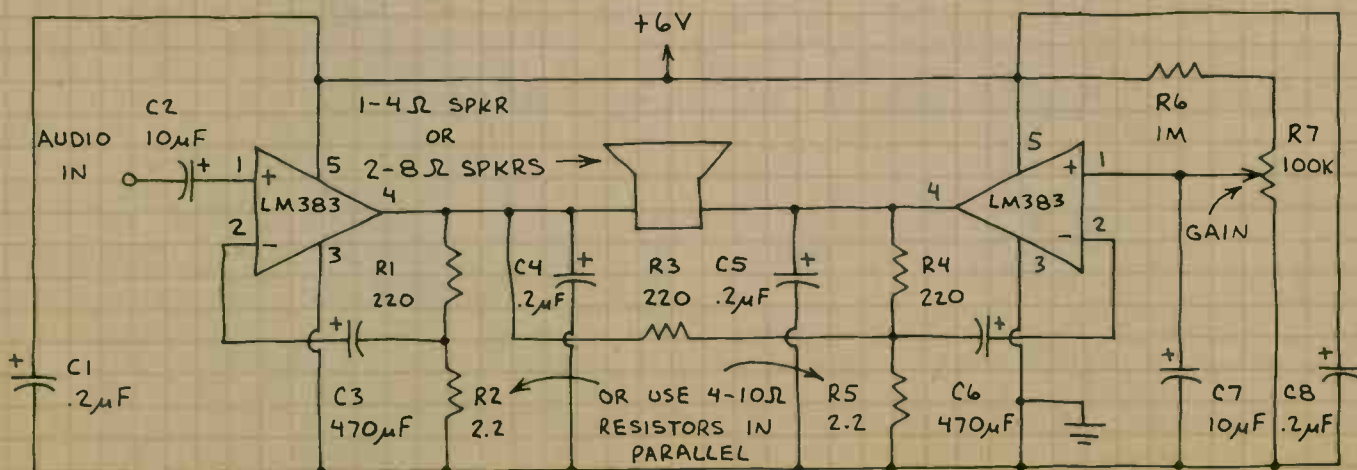 +6V
C2
10µF
AUDIO
IN
1
+
2
-
LM383
5
4
3
1-4Ω SPKR
OR
2-8Ω SPKRS
5
4
LM383
+
1
-
2
3
R6
1M
R7
100K
GAIN
R1
220
C4
.2µF
+
R3
220
C5
.2µF
+
R4
220
+
+
+
C1
.2µF
C3
470µF
R2
2.2
OR USE 4-10Ω
RESISTORS IN
PARALLEL
R5
2.2
C6
470µF
+
+
C7
10µF
+
C8
.2µF